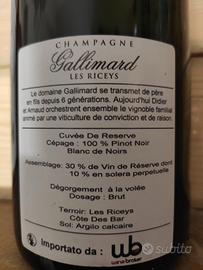 CHAMPAGNE
Gallimard
LES RICEYS
Le domaine Gallimard se transmet de père
en fils depuis 6 générations. Aujourd'hui Didier
et Arnaud orchestrent ensemble le vignoble familial
animé par une viticulture de conviction et de raison.
Cuvée De Reserve
Cépage : 100 % Pinot Noir
Blanc de Noirs
Assemblage: 30 % de Vin de Réserve dont
10 % en solera perpetuelle
Dégorgement à la volée
Dosage : Brut
Terroir: Les Riceys
Côte Des Bar
Sol: Argilo calcaire
Importato da :
wb
wine broker
subito